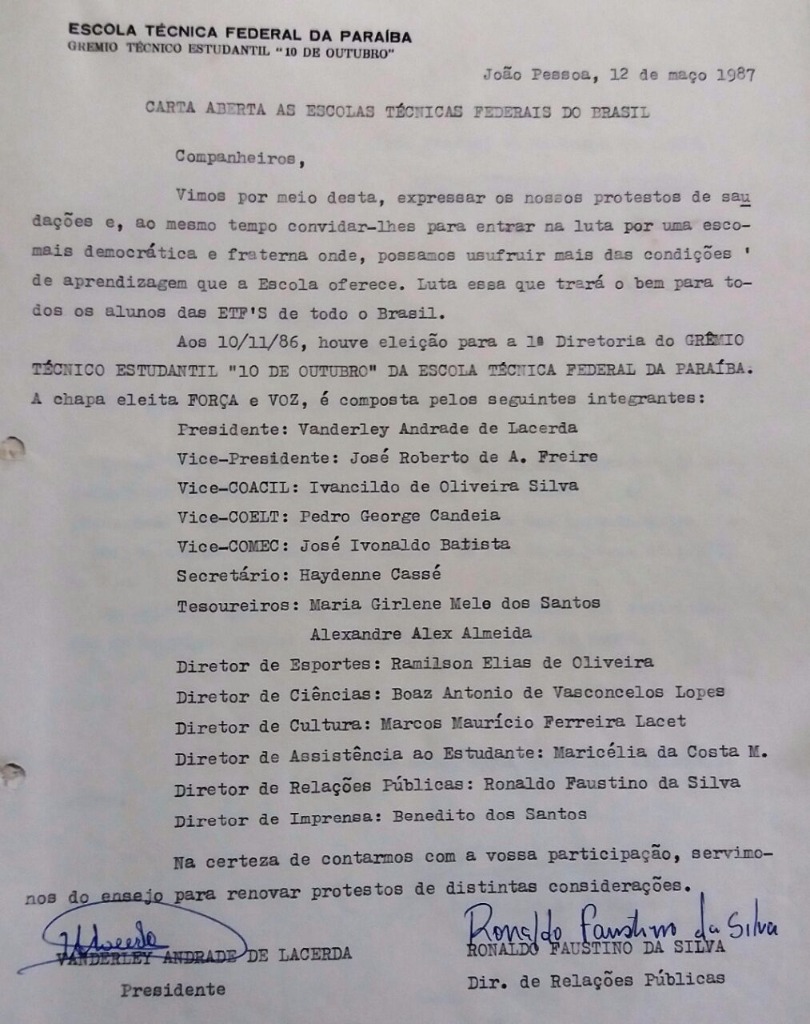 ESCOLA TÉCNICA FEDERAL DA PARAÍBA
GREMIO TÉCNICO ESTUDANTIL "10 DE OUTUBRO"
João Pessoa, 12 de maço 1987
CARTA ABERTA AS ESCOLAS TÉCNICAS FEDERAIS DO BRASIL
Companheiros,
Vimos por meio desta, expressar os nossos protestos de sau
dações e, ao mesmo tempo convidar-lhes para entrar na luta por uma esco-
mais democrática e fraterna onde, possamos usufruir mais das condições '
de aprendizagem que a Escola oferece. Luta essa que trará o bem para to-
dos os alunos das ETF'S de todo o Brasil.
Aos 10/11/86, houve eleição para a 1ª Diretoria do GRÊMIO
TÉCNICO ESTUDANTIL "10 DE OUTUBRO" DA ESCOLA TÉCNICA FEDERAL DA PARAÍBA.
A chapa eleita FORÇA e VOZ, é composta pelos seguintes integrantes:
Presidente: Vanderley Andrade de Lacerda
Vice-Presidente: José Roberto de A. Freire
Vice-COACIL: Ivancildo de Oliveira Silva
Vice-COELT: Pedro George Candeia
Vice-COMEC: José Ivonaldo Batista
Secretário: Haydenne Cassé
Tesoureiros: Maria Girlene Melo dos Santos
Alexandre Alex Almeida
Diretor de Esportes: Ramilson Elias de Oliveira
Diretor de Ciências: Boaz Antonio de Vasconcelos Lopes
Diretor de Cultura: Marcos Maurício Ferreira Lacet
Diretor de Assistência ao Estudante: Maricélia da Costa M.
Diretor de Relações Públicas: Ronaldo Faustino da Silva
Diretor de Imprensa: Benedito dos Santos
Na certeza de contarmos com a vossa participação, servimo-
nos do ensejo para renovar protestos de distintas considerações.
Ronaldo Faustino da Silva
VANDERLEY ANDRADE DE LACERDA
RONALDO FAUSTINO DA SILVA
Presidente
Dir. de Relações Públicas